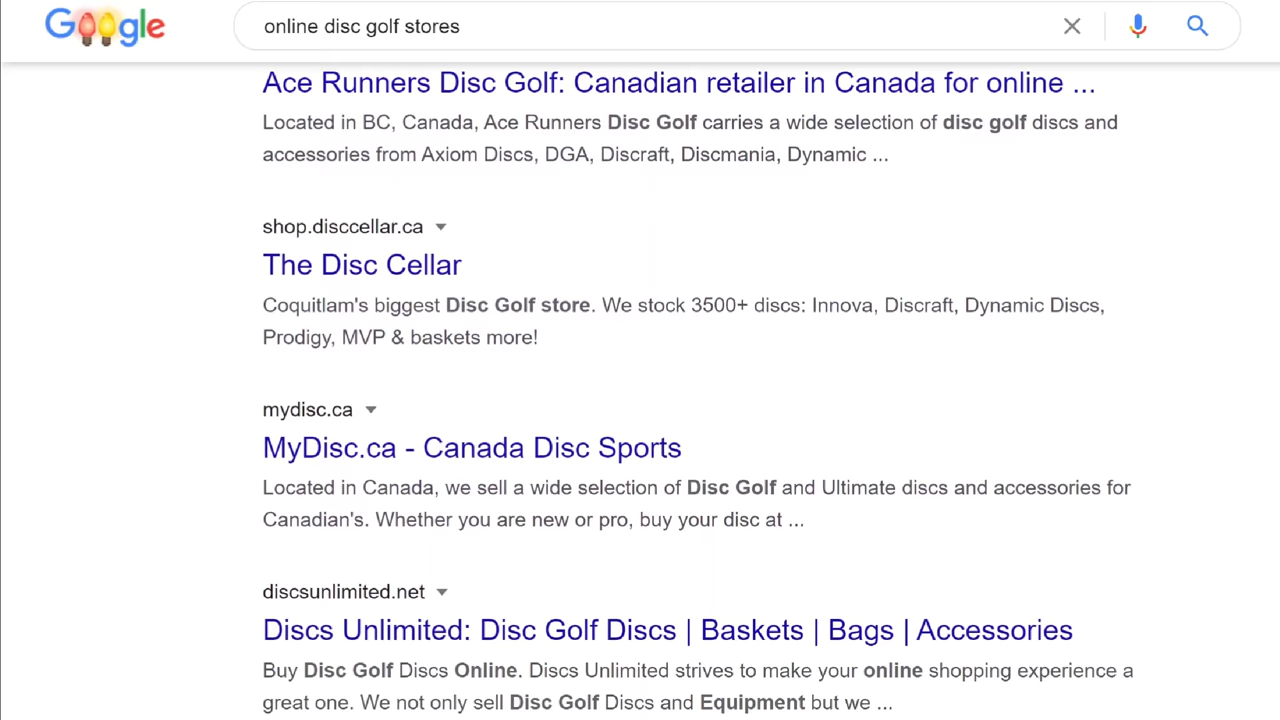 Google
online disc golf stores
Ace Runners Disc Golf: Canadian retailer in Canada for online ...
Located in BC, Canada, Ace Runners Disc Golf carries a wide selection of disc golf discs and
accessories from Axiom Discs, DGA, Discraft, Discmania, Dynamic ...
shop.disccellar.ca
The Disc Cellar
Coquitlam's biggest Disc Golf store. We stock 3500+ discs: Innova, Discraft, Dynamic Discs,
Prodigy, MVP & baskets more!
mydisc.ca
MyDisc.ca - Canada Disc Sports
Located in Canada, we sell a wide selection of Disc Golf and Ultimate discs and accessories for
Canadian's. Whether you are new or pro, buy your disc at ...
discsunlimited.net
Discs Unlimited: Disc Golf Discs | Baskets | Bags | Accessories
Buy Disc Golf Discs Online. Discs Unlimited strives to make your online shopping experience a
great one. We not only sell Disc Golf Discs and Equipment but we ...